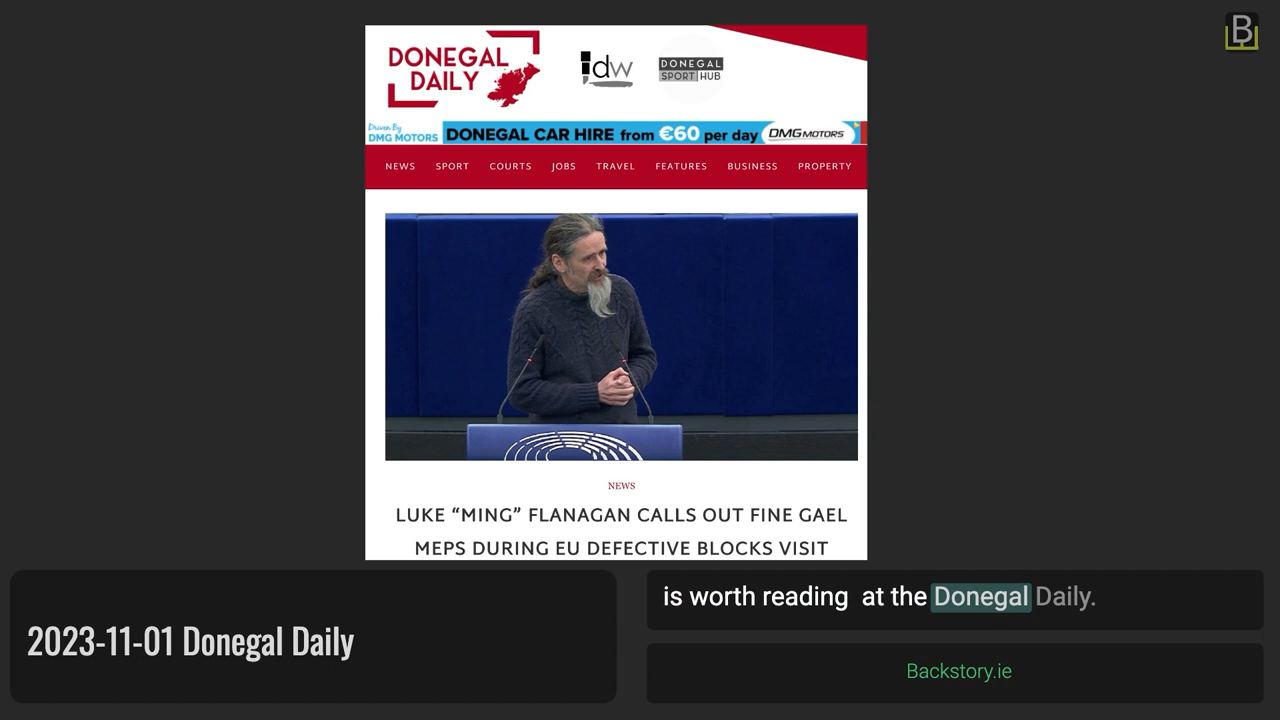 B
DONEGAL
DAILY
idw
DONEGAL
SPORT HUB
Driven By
DMG MOTORS
DONEGAL CAR HIRE from €60 per day
DMG MOTORS
NEWS SPORT COURTS JOBS TRAVEL FEATURES BUSINESS PROPERTY
NEWS
LUKE “MING” FLANAGAN CALLS OUT FINE GAEL
MEPS DURING EU DEFECTIVE BLOCKS VISIT
2023-11-01 Donegal Daily
is worth reading at the Donegal Daily.
Backstory.ie